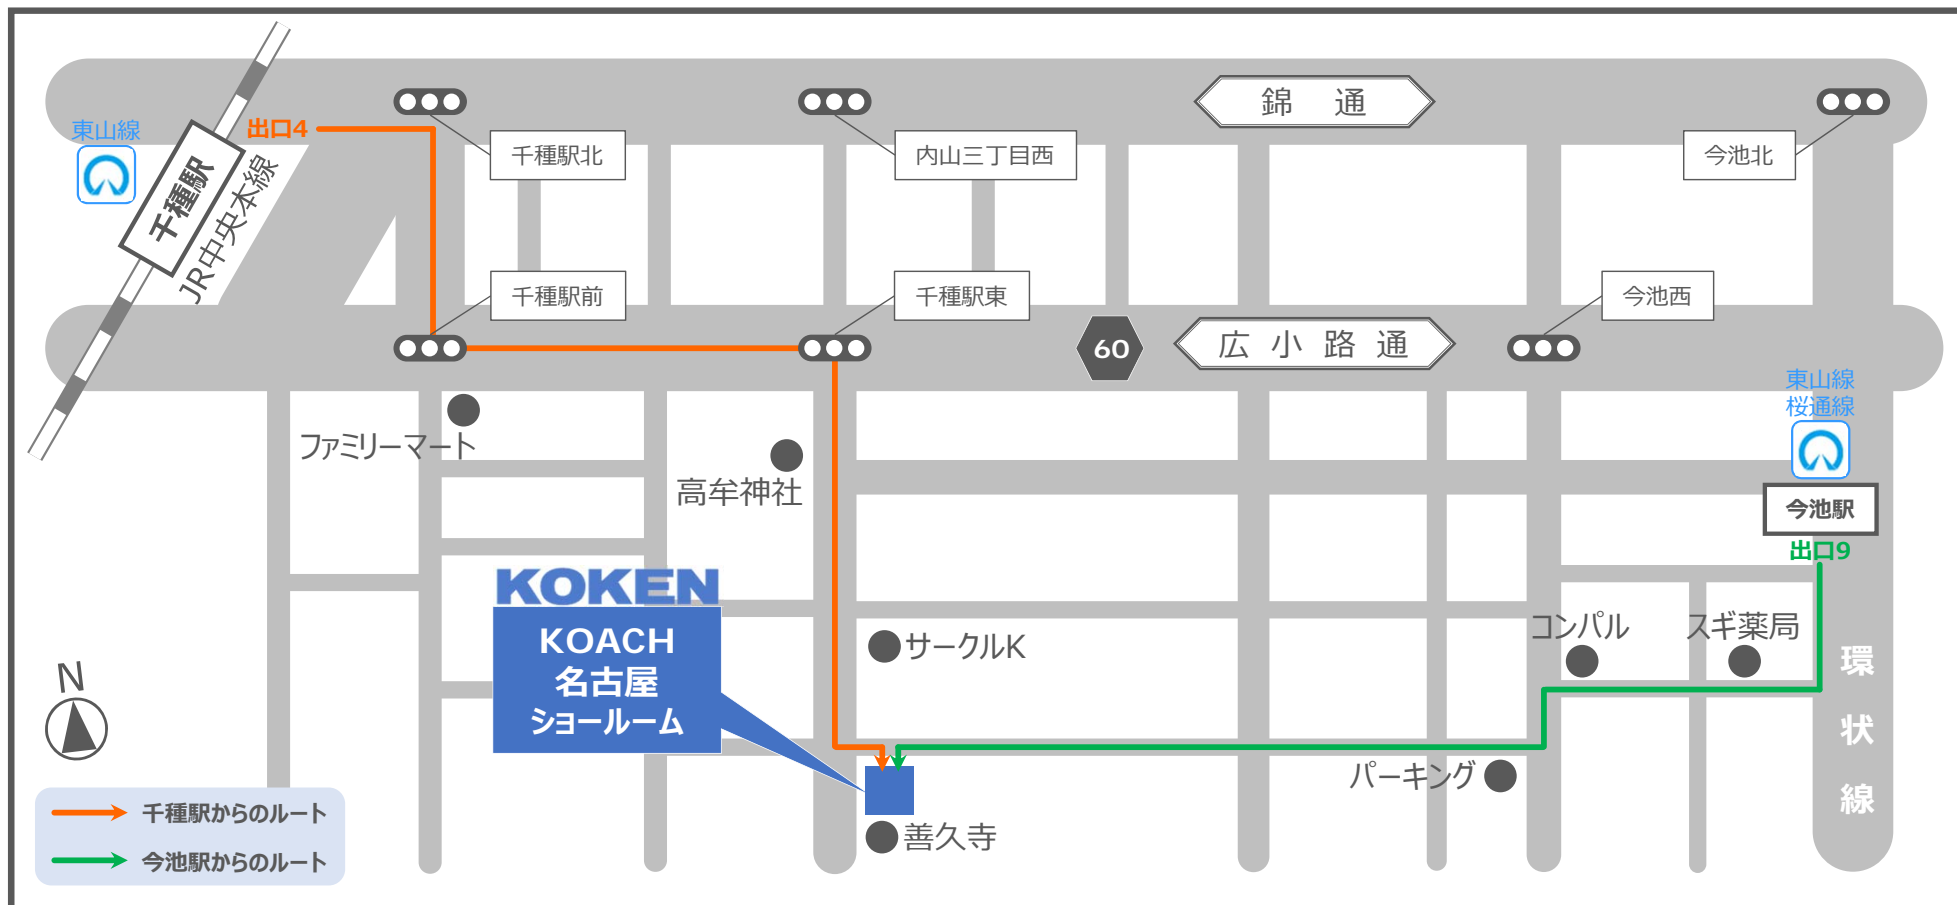 錦 通
東山線
出口4
千種駅
JR中央本線
千種駅北
内山三丁目西
今池北
千種駅前
千種駅東
今池西
60
広小路通
東山線
桜通線
今池駅
出口9
ファミリーマート
高牟神社
KOKEN
KOACH
名古屋
ショールーム
サークルK
コンパル
スギ薬局
環状線
N
パーキング
善久寺
千種駅からのルート
今池駅からのルート